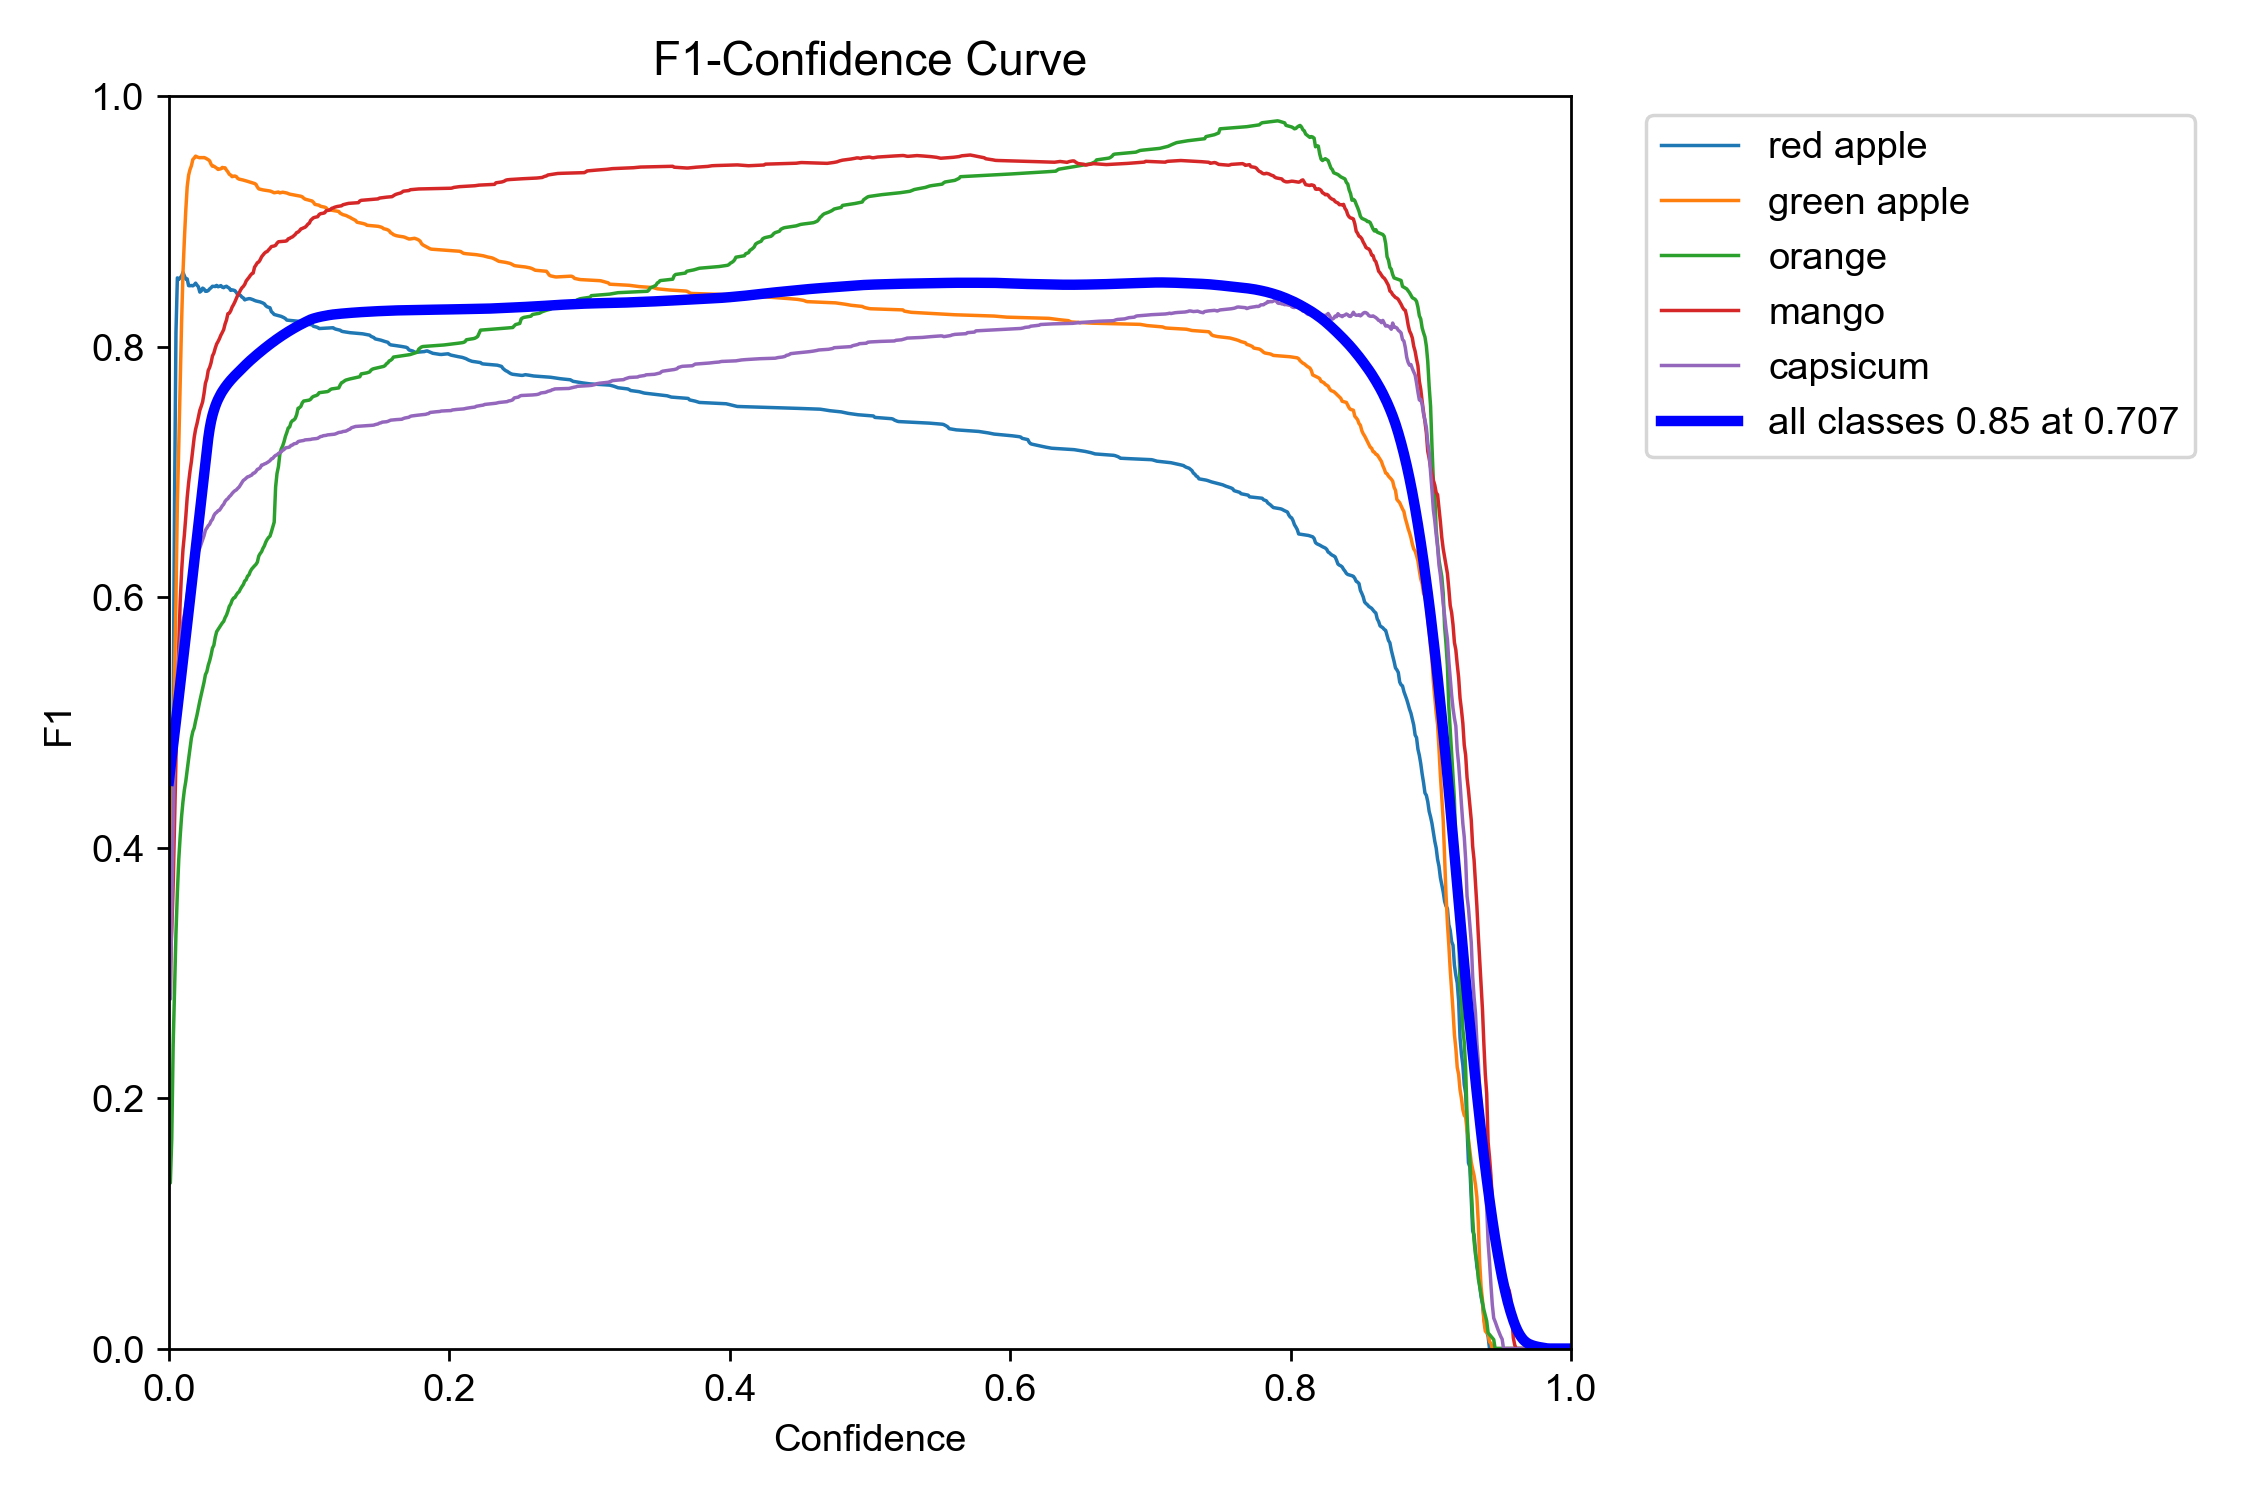 F1-Confidence Curve
1.0
0.8
0.6
0.4
0.2
0.0
F1
0.0 0.2 0.4 0.6 0.8 1.0
Confidence
red apple
green apple
orange
mango
capsicum
all classes 0.85 at 0.707